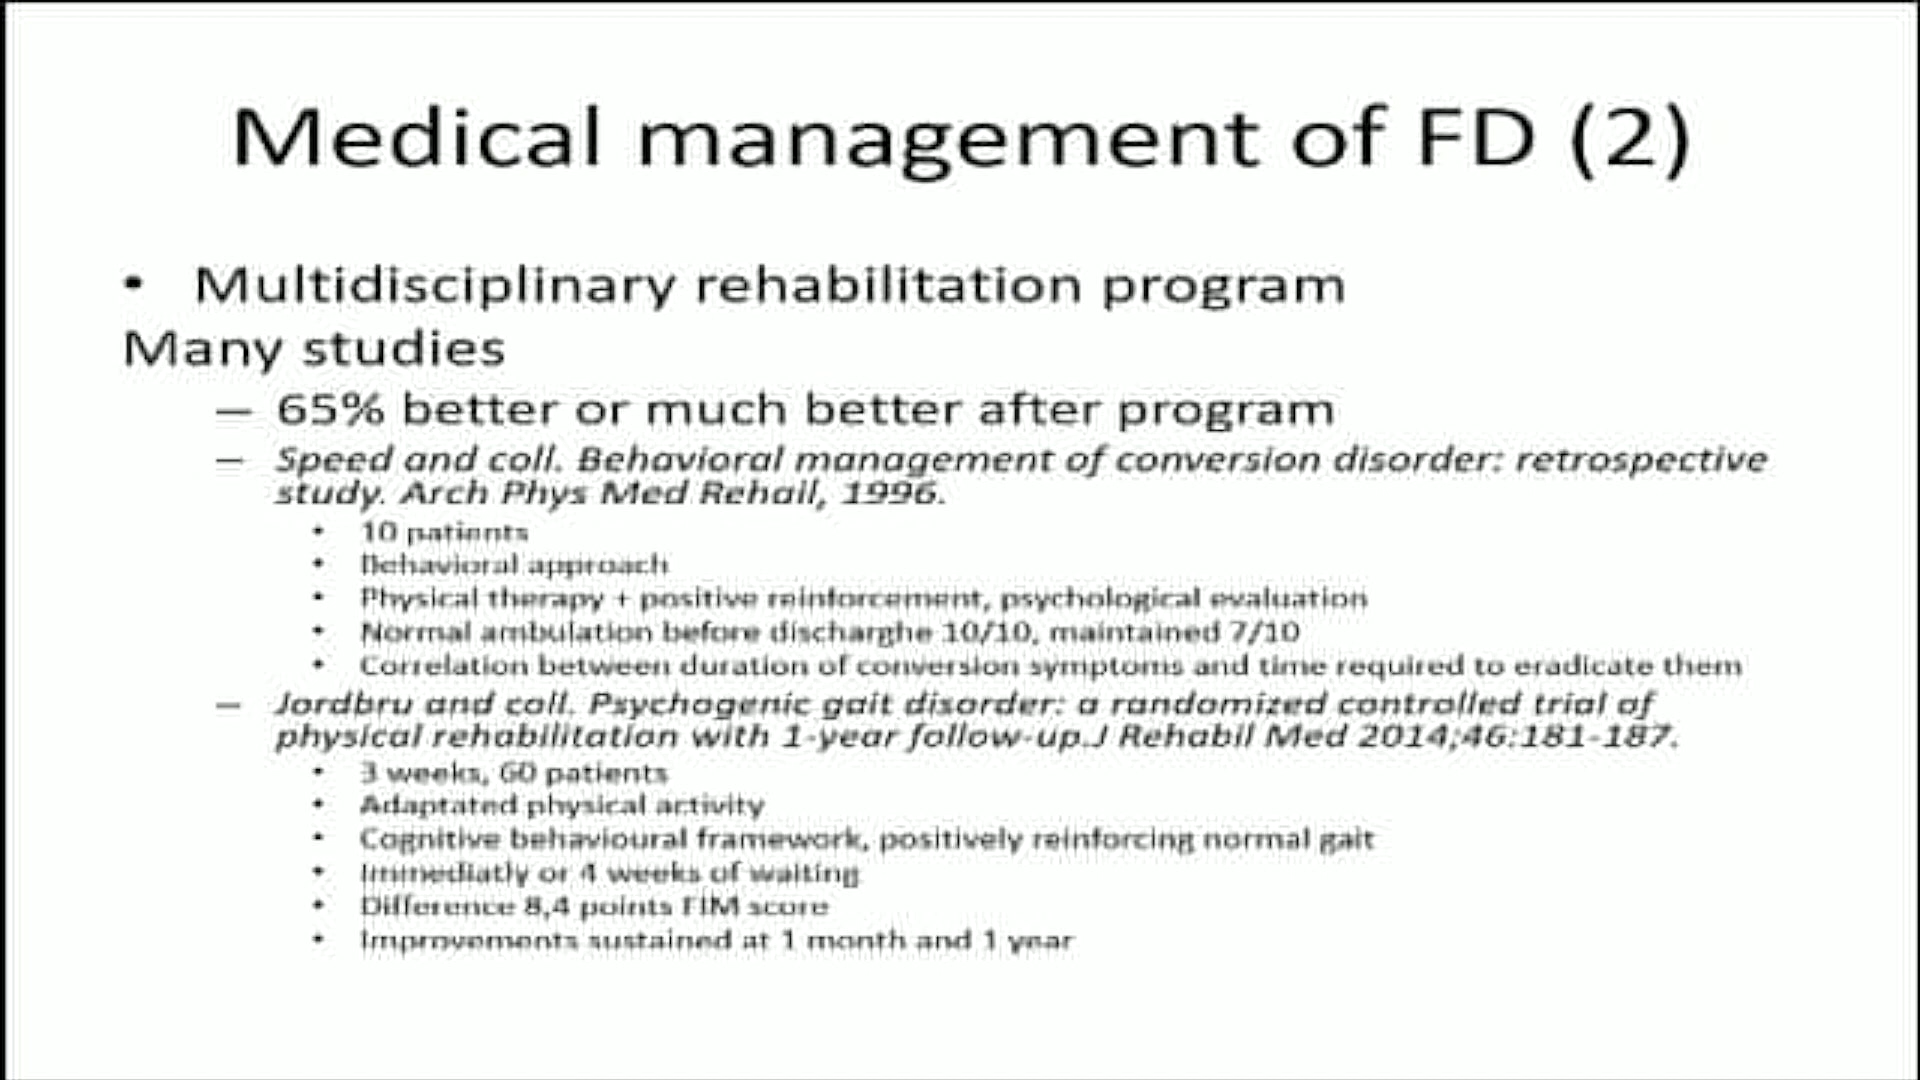 Medical management of FD (2)
• Multidisciplinary rehabilitation program
Many studies
– 65% better or much better after program
– Speed and coll. Behavioral management of conversion disorder: retrospective
study. Arch Phys Med Rehail, 1996.
• 10 patients
• Behavioral approach
• Physical therapy + positive reinforcement, psychological evaluation
• Normal ambulation before discharghe 10/10, maintained 7/10
• Correlation between duration of conversion symptoms and time required to eradicate them
– Jordbru and coll. Psychogenic gait disorder: a randomized controlled trial of
physical rehabilitation with 1-year follow-up.J Rehabil Med 2014;46:181-187.
• 3 weeks, 60 patients
• Adaptated physical activity
• Cognitive behavioural framework, positively reinforcing normal gait
• Immediatly or 4 weeks of waiting
• Difference 8,4 points FIM score
• Improvements sustained at 1 month and 1 year